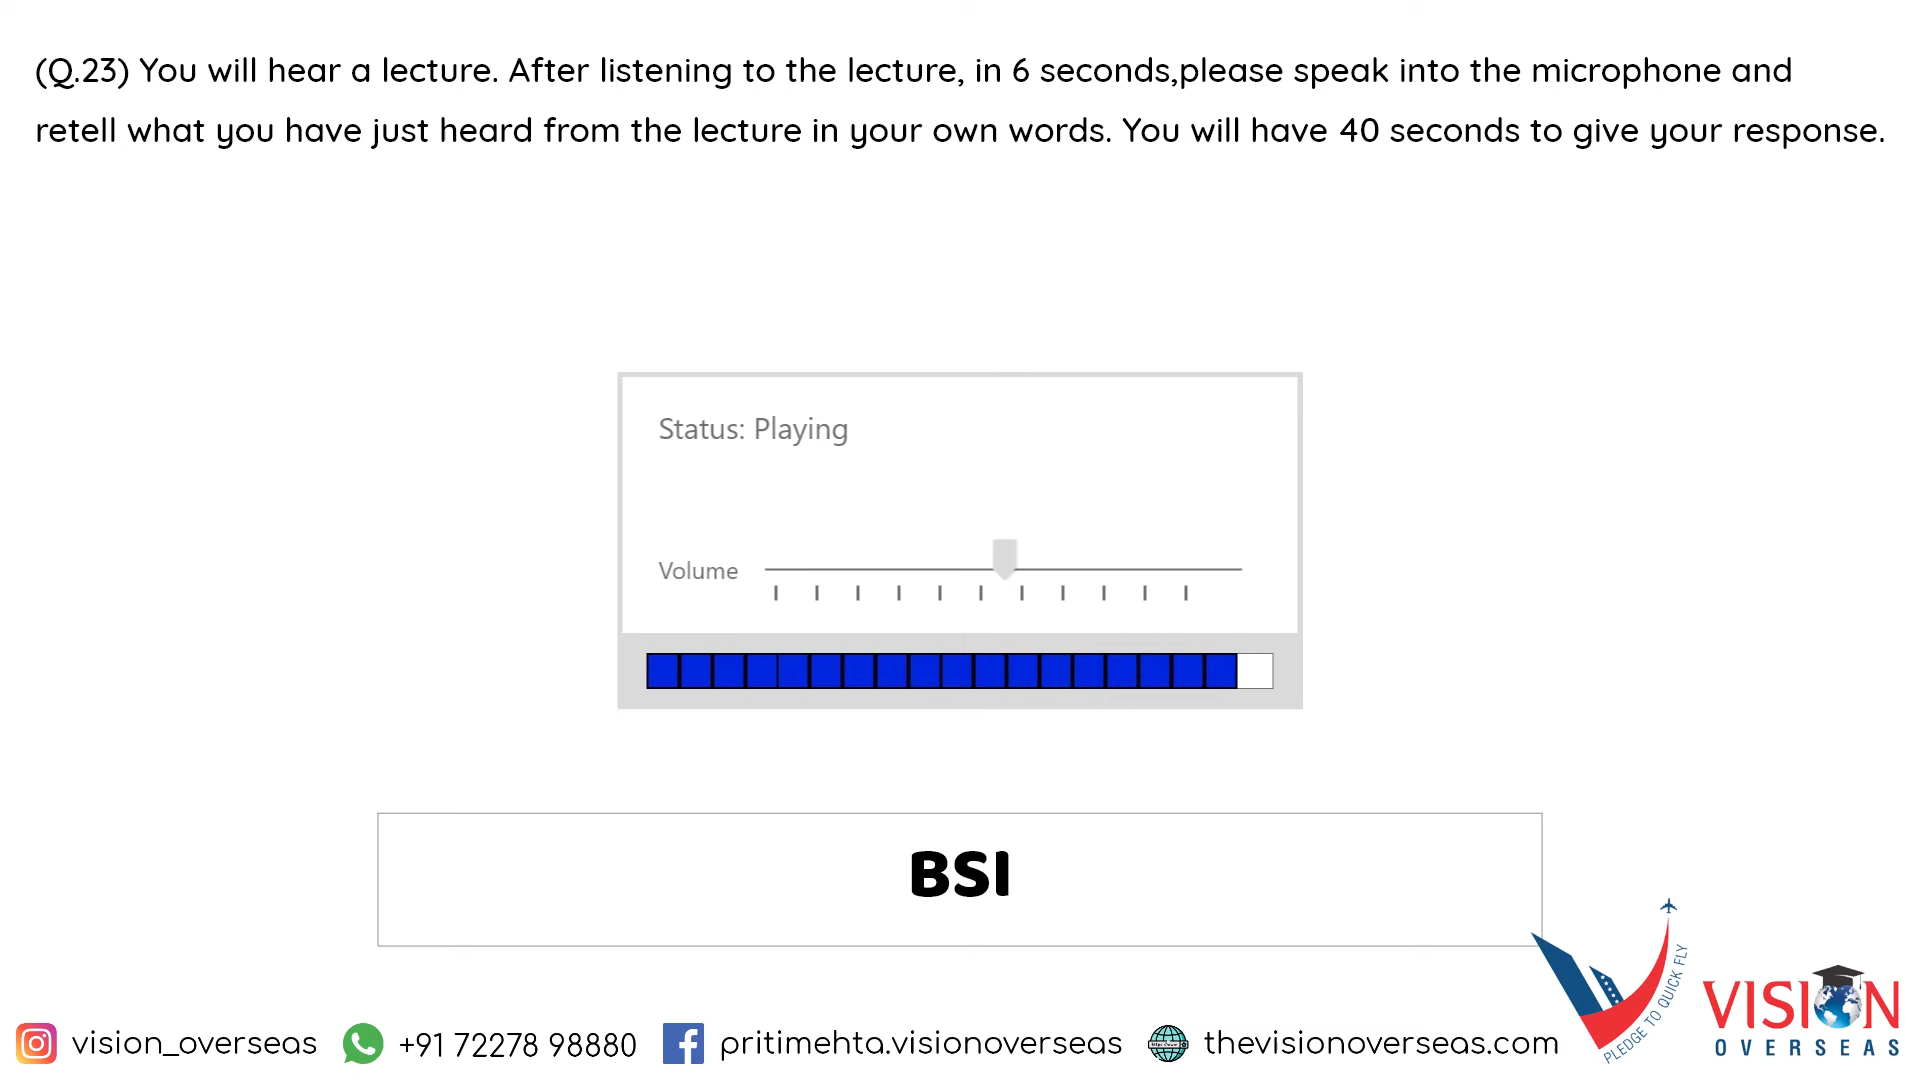 (Q.23) You will hear a lecture. After listening to the lecture, in 6 seconds,please speak into the microphone and
retell what you have just heard from the lecture in your own words. You will have 40 seconds to give your response.
Status: Playing
Volume
BSI
PLEDGE TO QUICK FLY
VISION
OVERSEAS
vision_overseas
+91 72278 98880
pritimehta.visionoverseas
thevisionoverseas.com